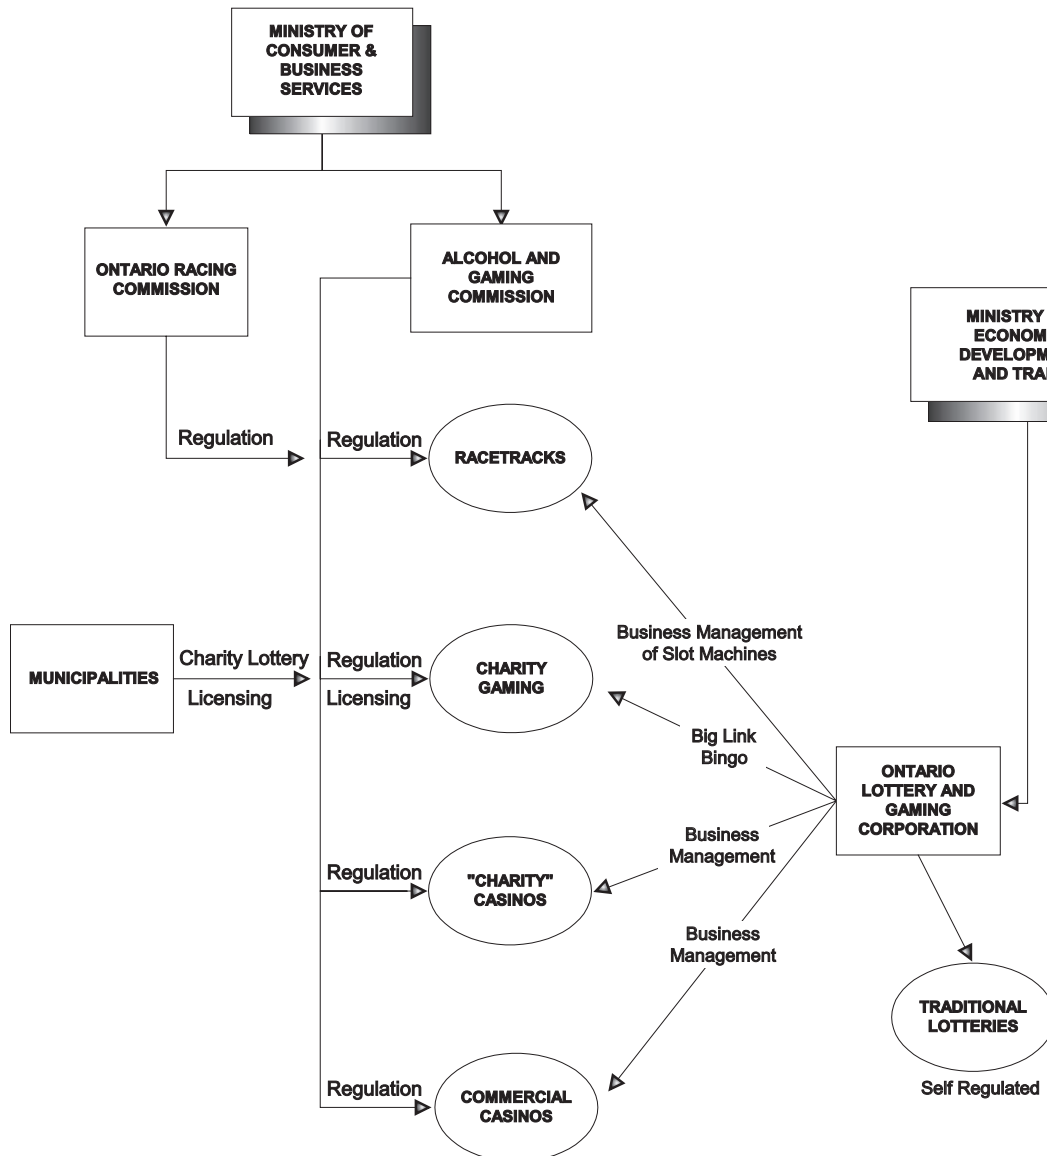 MINISTRY OF
CONSUMER &
BUSINESS
SERVICES
ONTARIO RACING
COMMISSION
ALCOHOL AND
GAMING
COMMISSION
MINISTRY
ECONOM
DEVELOPM
AND TRA
Regulation
Regulation
RACETRACKS
Business Management
of Slot Machines
MUNICIPALITIES
Charity Lottery
Licensing
Regulation
Licensing
CHARITY
GAMING
Big Link
Bingo
ONTARIO
LOTTERY AND
GAMING
CORPORATION
Business
Management
Regulation
"CHARITY"
CASINOS
Business
Management
TRADITIONAL
LOTTERIES
Self Regulated
Regulation
COMMERCIAL
CASINOS